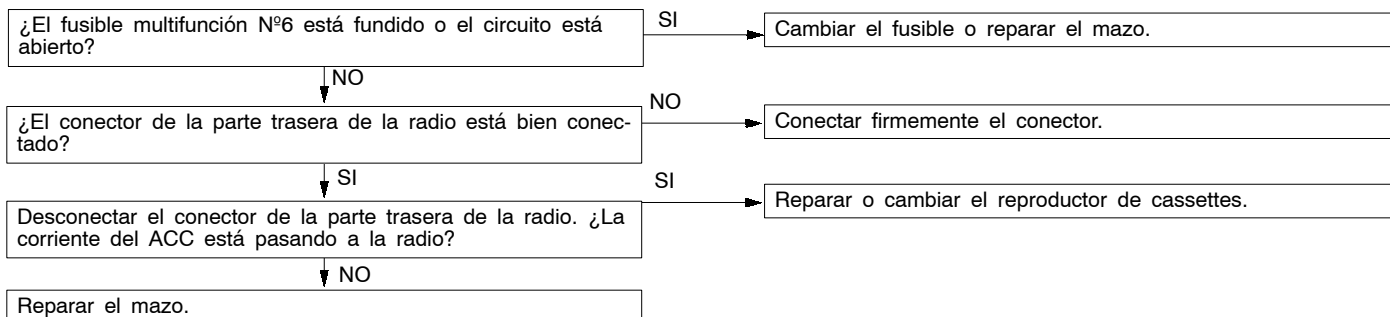 ¿El fusible multifunción Nº6 está fundido o el circuito está
abierto?
SI
Cambiar el fusible o reparar el mazo.
NO
¿El conector de la parte trasera de la radio está bien conec-
tado?
NO
Conectar firmemente el conector.
SI
Desconectar el conector de la parte trasera de la radio. ¿La
corriente del ACC está pasando a la radio?
SI
Reparar o cambiar el reproductor de cassettes.
NO
Reparar el mazo.